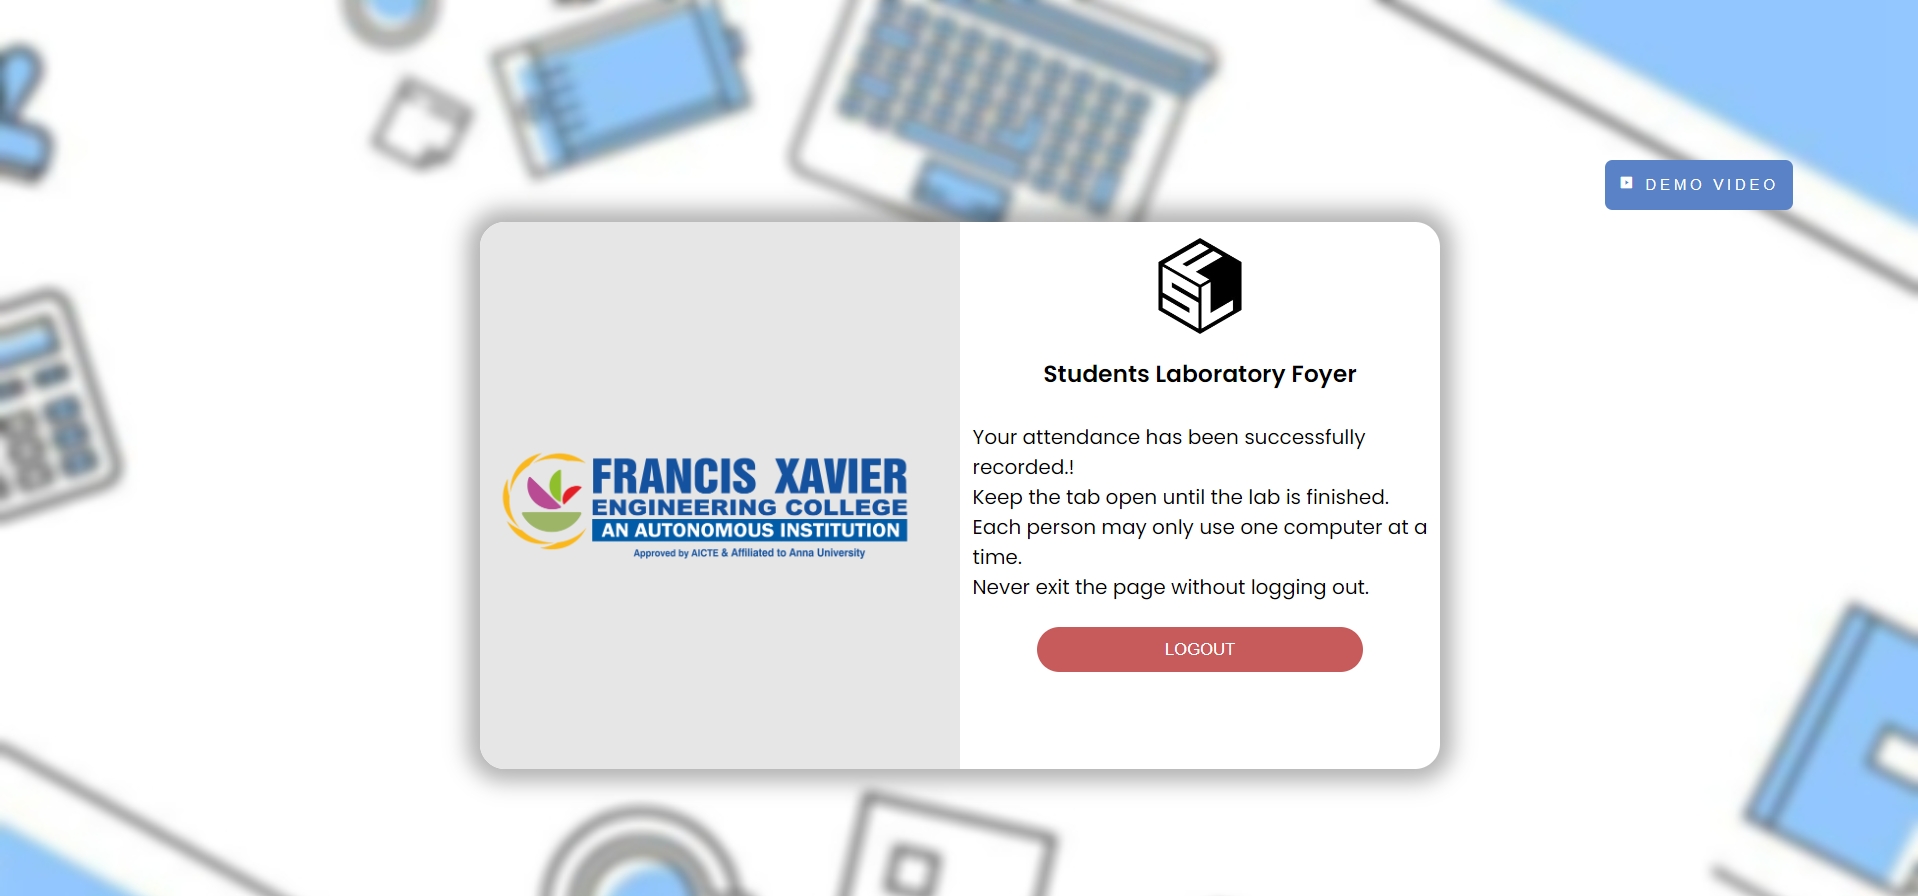 DEMO VIDEO
FRANCIS XAVIER
ENGINEERING COLLEGE
AN AUTONOMOUS INSTITUTION
Approved by AICTE & Affiliated to Anna University
SLF
Students Laboratory Foyer
Your attendance has been successfully
recorded.!
Keep the tab open until the lab is finished.
Each person may only use one computer at a
time.
Never exit the page without logging out.
LOGOUT